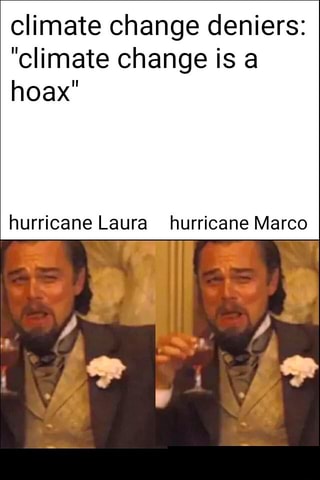 climate change deniers:
"climate change is a
hoax"
hurricane Laura hurricane Marco